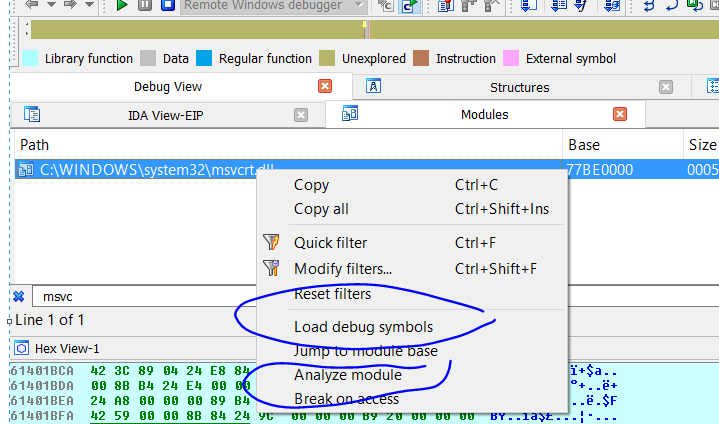 Remote Windows debugger
Library function Data Regular function Unexplored Instruction External symbol
Debug View Structures
IDA View-EIP Modules
Path Base Size
C:\WINDOWS\system32\msvcrt.dll 77BE0000 0005
Copy Ctrl+C
Copy all Ctrl+Shift+Ins
Quick filter Ctrl+F
Modify filters... Ctrl+Shift+F
Reset filters
msvc
Line 1 of 1
Load debug symbols
Jump to module base
Hex View-1
Analyze module
Break on access
61401BCA 42 3C 89 04 24 E8 84 ï+$a..
61401BDA 00 8B B4 24 E4 00 00
61401BEA 24 A8 00 00 00 89 B4
61401BFA 42 59 00 00 8B 84 24 9C 00 00 00 B9 20 00 00 00